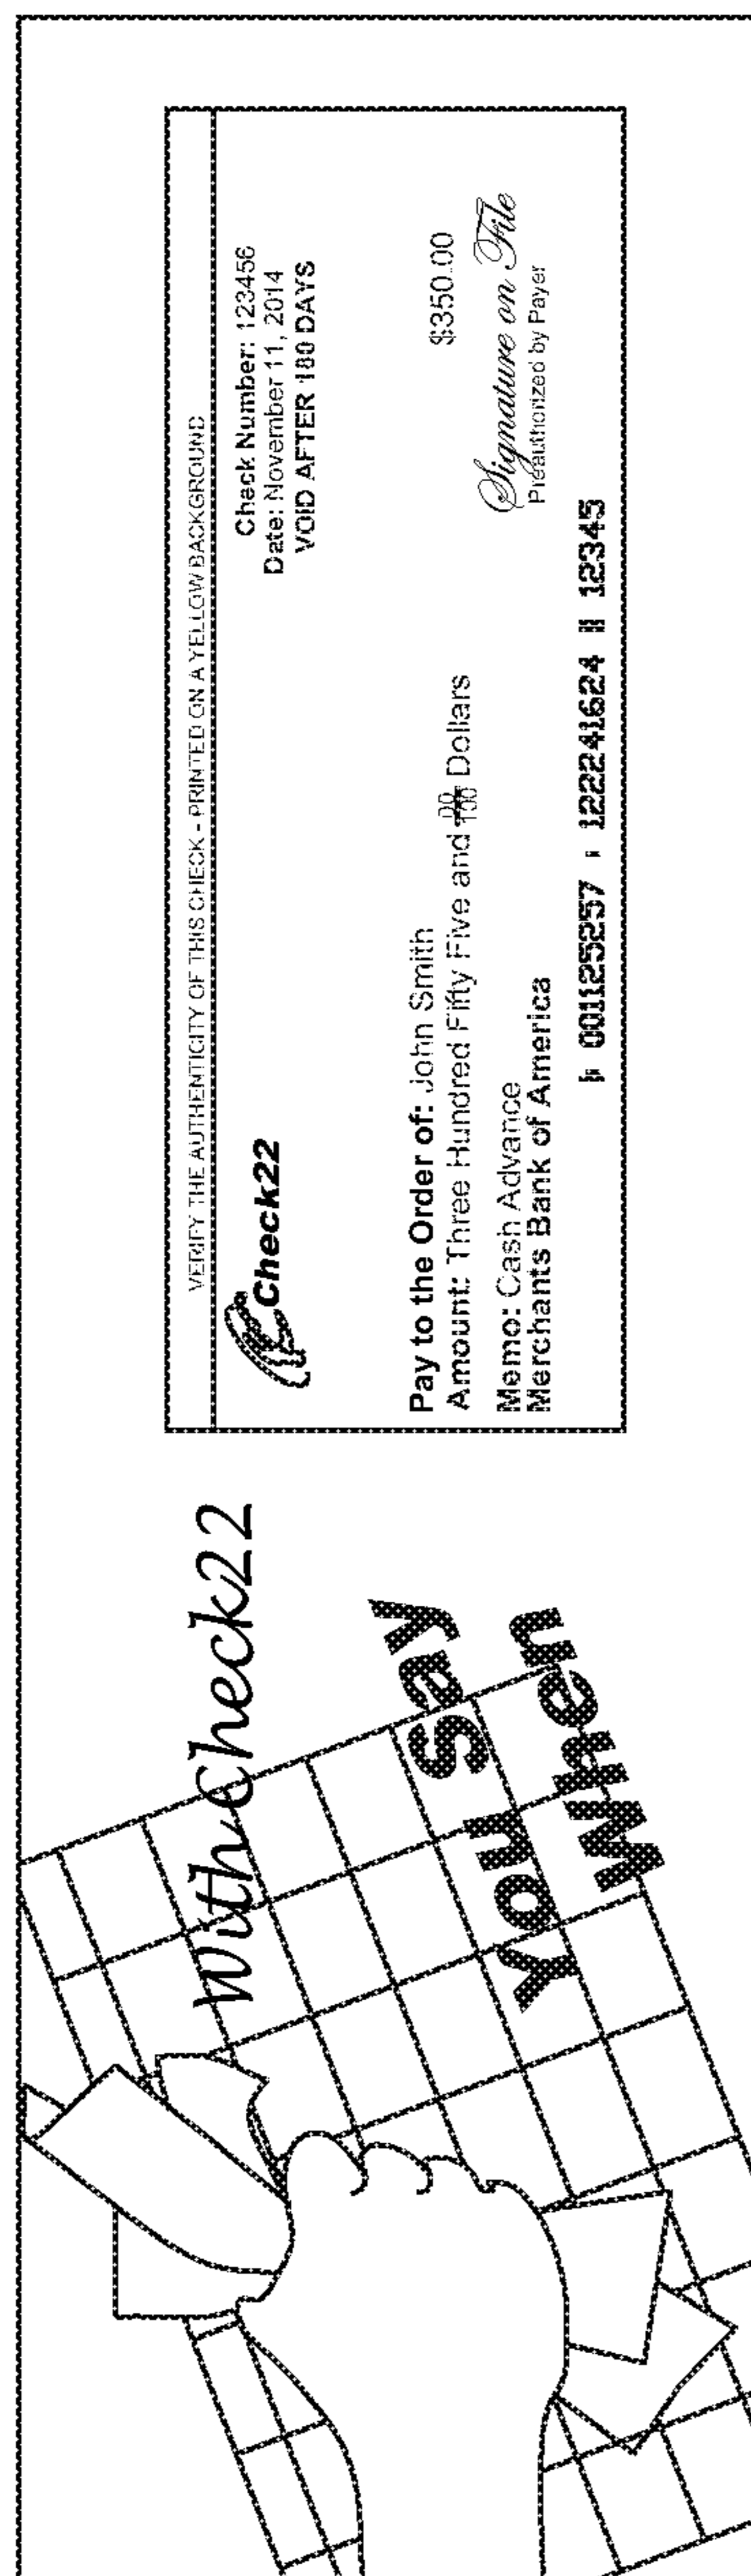 VERIFY THE AUTHENTICITY OF THIS CHECK - PRINTED ON A YELLOW BACKGROUND
Check22
Check Number: 123456
Date: November 11, 2014
VOID AFTER 180 DAYS
Pay to the Order of: John Smith
$350.00
Amount: Three Hundred Fifty Five and 00/100 Dollars
Signature on File
Preauthorized by Payer
Memo: Cash Advance
Merchants Bank of America
⑈ 001125257 ⑆ 122241624 ⑈ 12345
With Check22
You Say
When